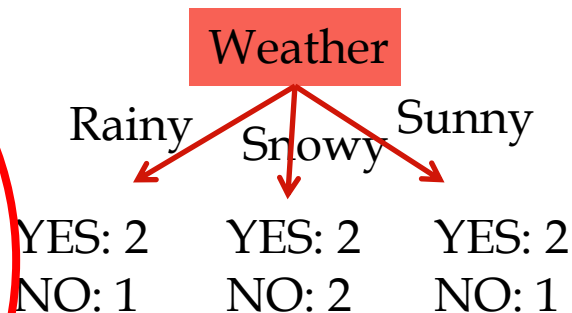 Weather
Rainy Snowy Sunny
YES: 2 YES: 2 YES: 2
NO: 1 NO: 2 NO: 1